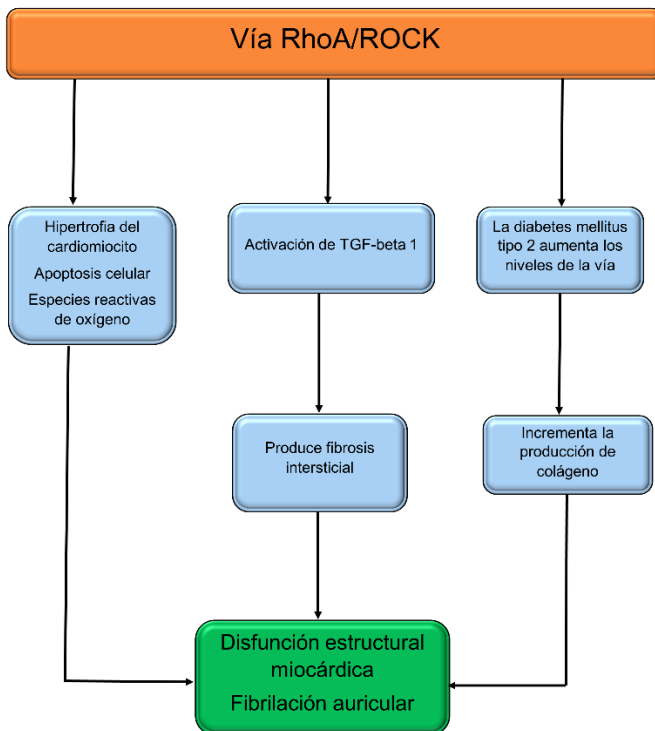 Vía RhoA/ROCK
Hipertrofia del
cardiomiocito
Apoptosis celular
Especies reactivas
de oxígeno
Activación de TGF-beta 1
La diabetes mellitus
tipo 2 aumenta los
niveles de la vía
Produce fibrosis
intersticial
Incrementa la
producción de
colágeno
Disfunción estructural
miocárdica
Fibrilación auricular